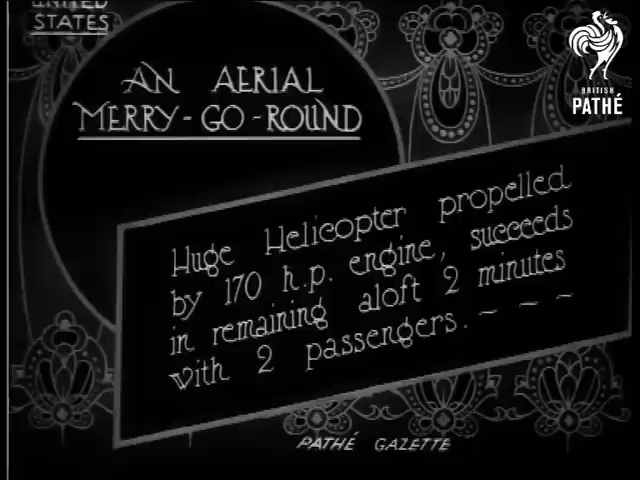 UNITED
STATES
AN AERIAL
MERRY-GO-ROUND
BRITISH
PATHÉ
Huge Helicopter propelled
by 170 h.p. engine, succeeds
in remaining aloft 2 minutes
with 2 passengers. ~ ~ ~
PATHÉ GAZETTE